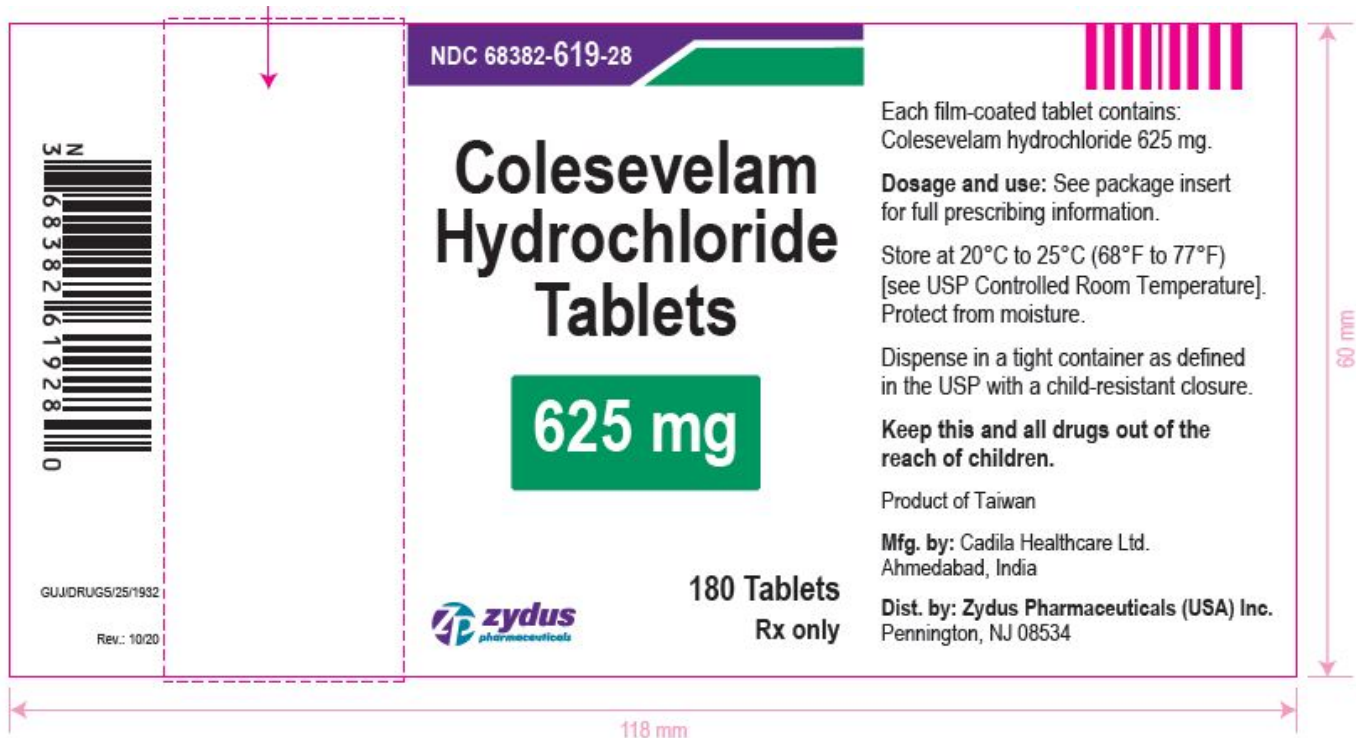 N
3
68382 61928
0
GUJ/DRUGS/25/1932
Rev.: 10/20
NDC 68382-619-28
Colesevelam
Hydrochloride
Tablets
625 mg
180 Tablets
Rx only
zydus
pharmaceuticals
Each film-coated tablet contains:
Colesevelam hydrochloride 625 mg.
Dosage and use: See package insert
for full prescribing information.
Store at 20°C to 25°C (68°F to 77°F)
[see USP Controlled Room Temperature].
Protect from moisture.
Dispense in a tight container as defined
in the USP with a child-resistant closure.
Keep this and all drugs out of the
reach of children.
Product of Taiwan
Mfg. by: Cadila Healthcare Ltd.
Ahmedabad, India
Dist. by: Zydus Pharmaceuticals (USA) Inc.
Pennington, NJ 08534
60 mm
118 mm